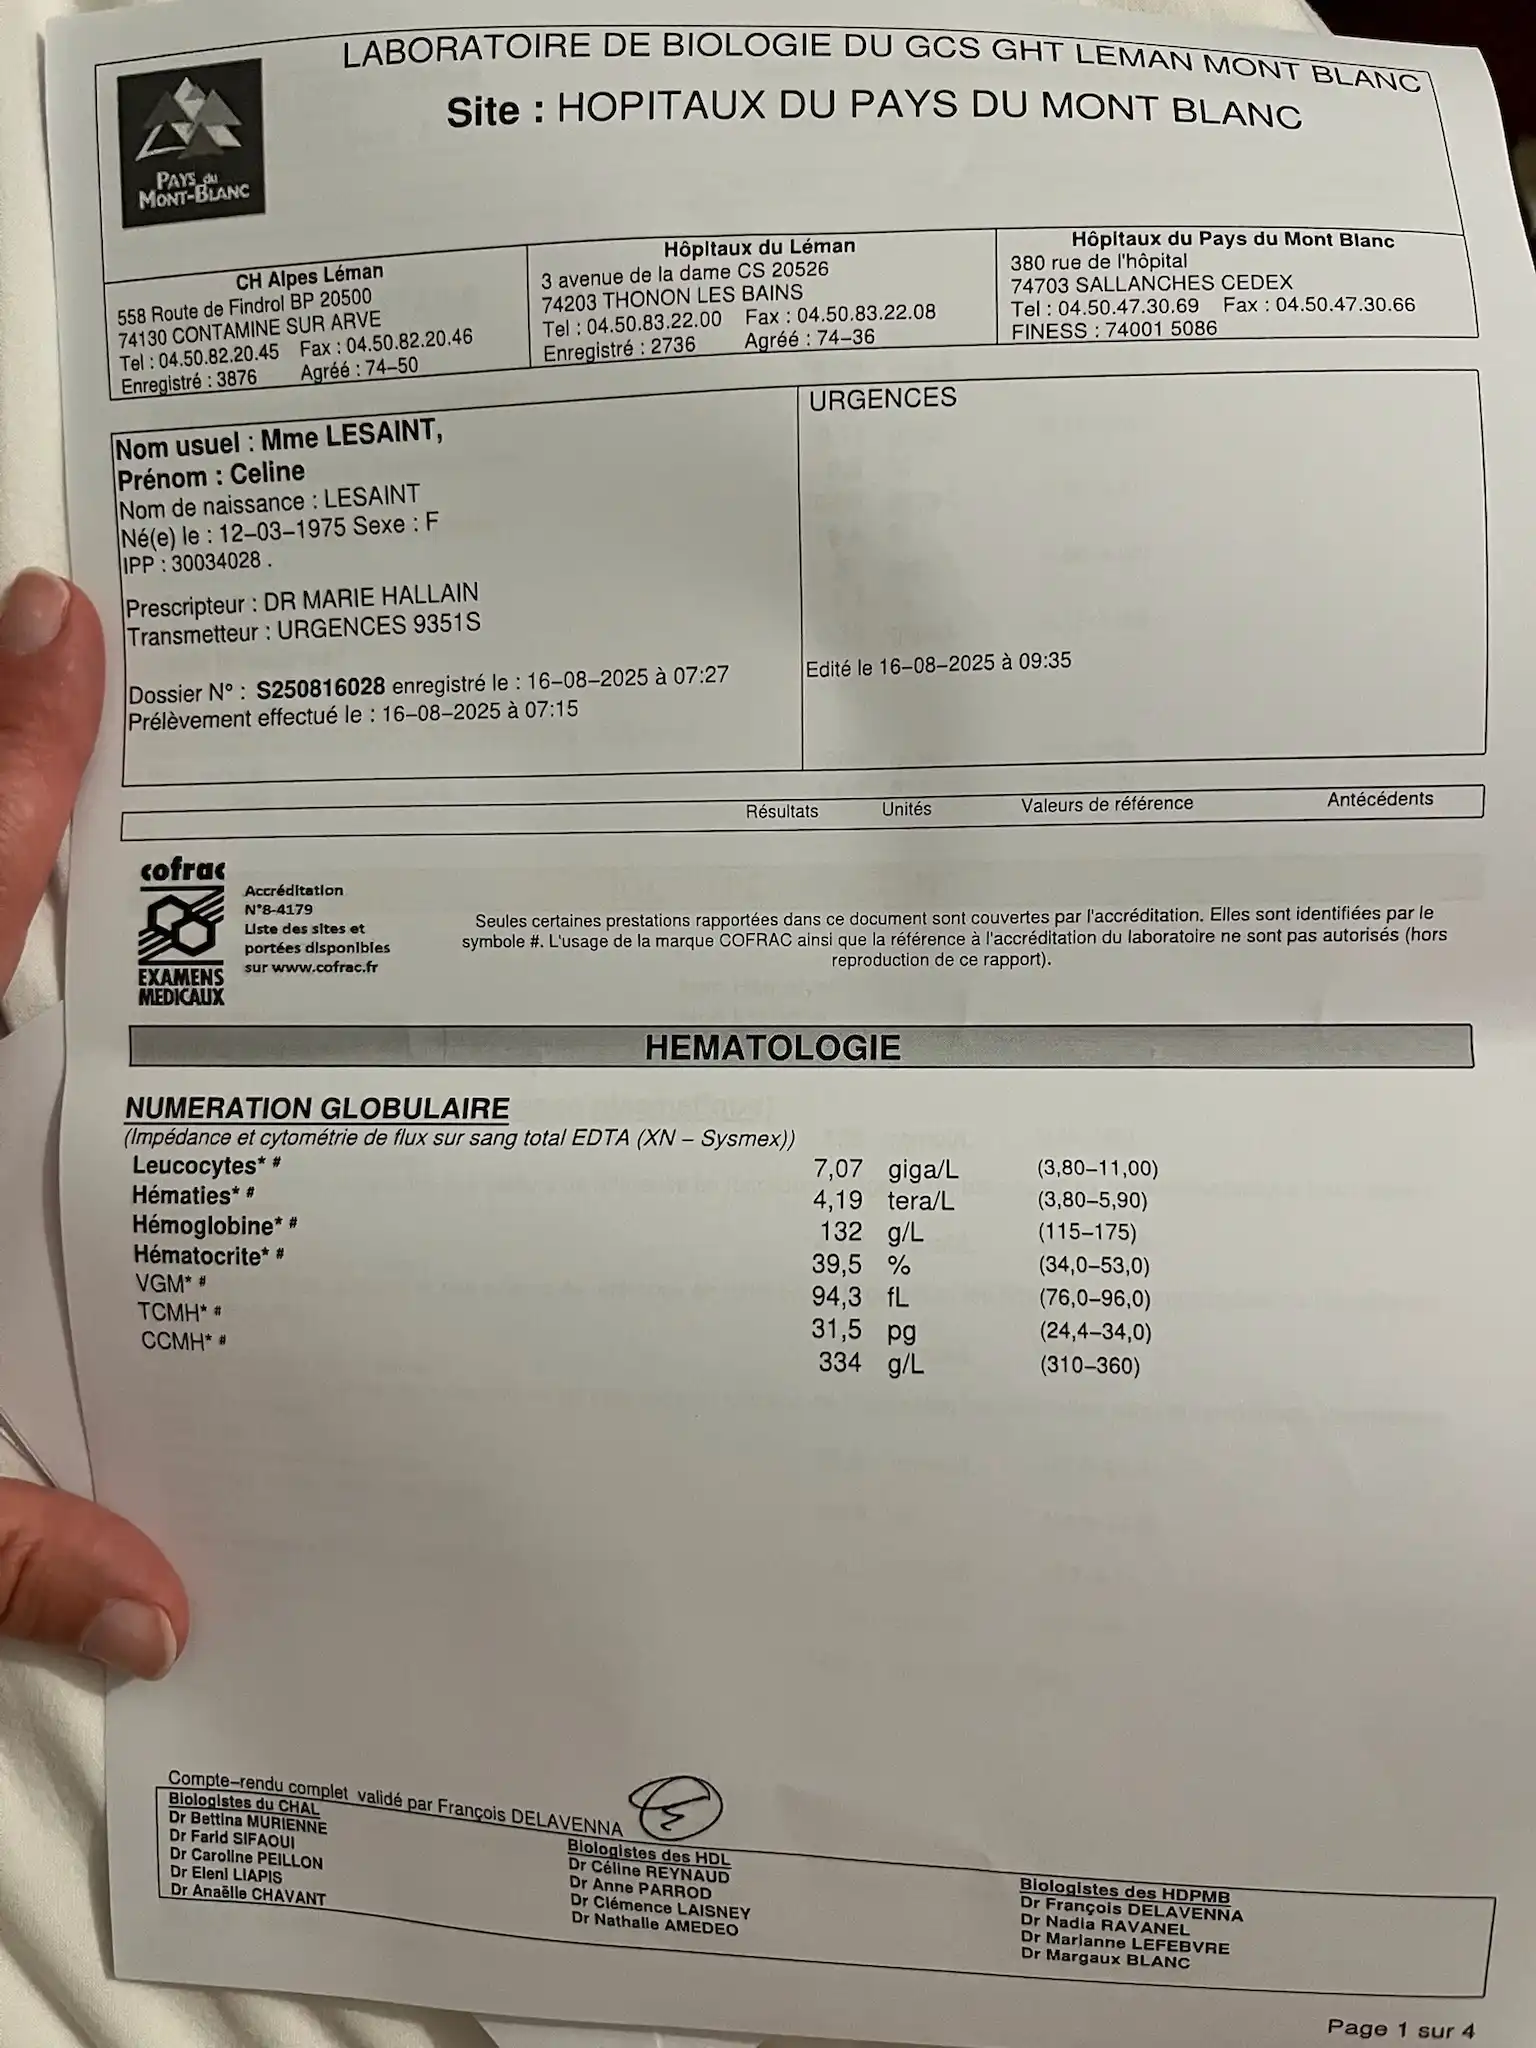 LABORATOIRE DE BIOLOGIE DU GCS GHT LEMAN MONT BLANC
Site : HOPITAUX DU PAYS DU MONT BLANC
PAYS du
MONT-BLANC
CH Alpes Léman
558 Route de Findrol BP 20500
74130 CONTAMINE SUR ARVE
Tel : 04.50.82.20.45 Fax : 04.50.82.20.46
Enregistré : 3876 Agréé : 74-50
Hôpitaux du Léman
3 avenue de la dame CS 20526
74203 THONON LES BAINS
Tel : 04.50.83.22.00 Fax : 04.50.83.22.08
Enregistré : 2736 Agréé : 74-36
Hôpitaux du Pays du Mont Blanc
380 rue de l'hôpital
74703 SALLANCHES CEDEX
Tel : 04.50.47.30.69 Fax : 04.50.47.30.66
FINESS : 74001 5086
Nom usuel : Mme LESAINT,
Prénom : Celine
Nom de naissance : LESAINT
Né(e) le : 12-03-1975 Sexe : F
IPP : 30034028 .
Prescripteur : DR MARIE HALLAIN
Transmetteur : URGENCES 9351S
Dossier N° : S250816028 enregistré le : 16-08-2025 à 07:27
Prélèvement effectué le : 16-08-2025 à 07:15
URGENCES
Edité le 16-08-2025 à 09:35
Résultats Unités Valeurs de référence Antécédents
cofrac
EXAMENS
MEDICAUX
Accréditation
N°8-4179
Liste des sites et
portées disponibles
sur www.cofrac.fr
Seules certaines prestations rapportées dans ce document sont couvertes par l'accréditation. Elles sont identifiées par le
symbole #. L'usage de la marque COFRAC ainsi que la référence à l'accréditation du laboratoire ne sont pas autorisés (hors
reproduction de ce rapport).
HEMATOLOGIE
NUMERATION GLOBULAIRE
(Impédance et cytométrie de flux sur sang total EDTA (XN – Sysmex))
Leucocytes* # 7,07 giga/L (3,80-11,00)
Hématies* # 4,19 tera/L (3,80-5,90)
Hémoglobine* # 132 g/L (115-175)
Hématocrite* # 39,5 % (34,0-53,0)
VGM* # 94,3 fL (76,0-96,0)
TCMH* # 31,5 pg (24,4-34,0)
CCMH* # 334 g/L (310-360)
Compte-rendu complet validé par François DELAVENNA
Biologistes du CHAL
Dr Bettina MURIENNE
Dr Farid SIFAOUI
Dr Caroline PEILLON
Dr Eleni LIAPIS
Dr Anaëlle CHAVANT
Biologistes des HDL
Dr Céline REYNAUD
Dr Anne PARROD
Dr Clémence LAISNEY
Dr Nathalie AMEDEO
Biologistes des HDPMB
Dr François DELAVENNA
Dr Nadia RAVANEL
Dr Marianne LEFEBVRE
Dr Margaux BLANC
Page 1 sur 4